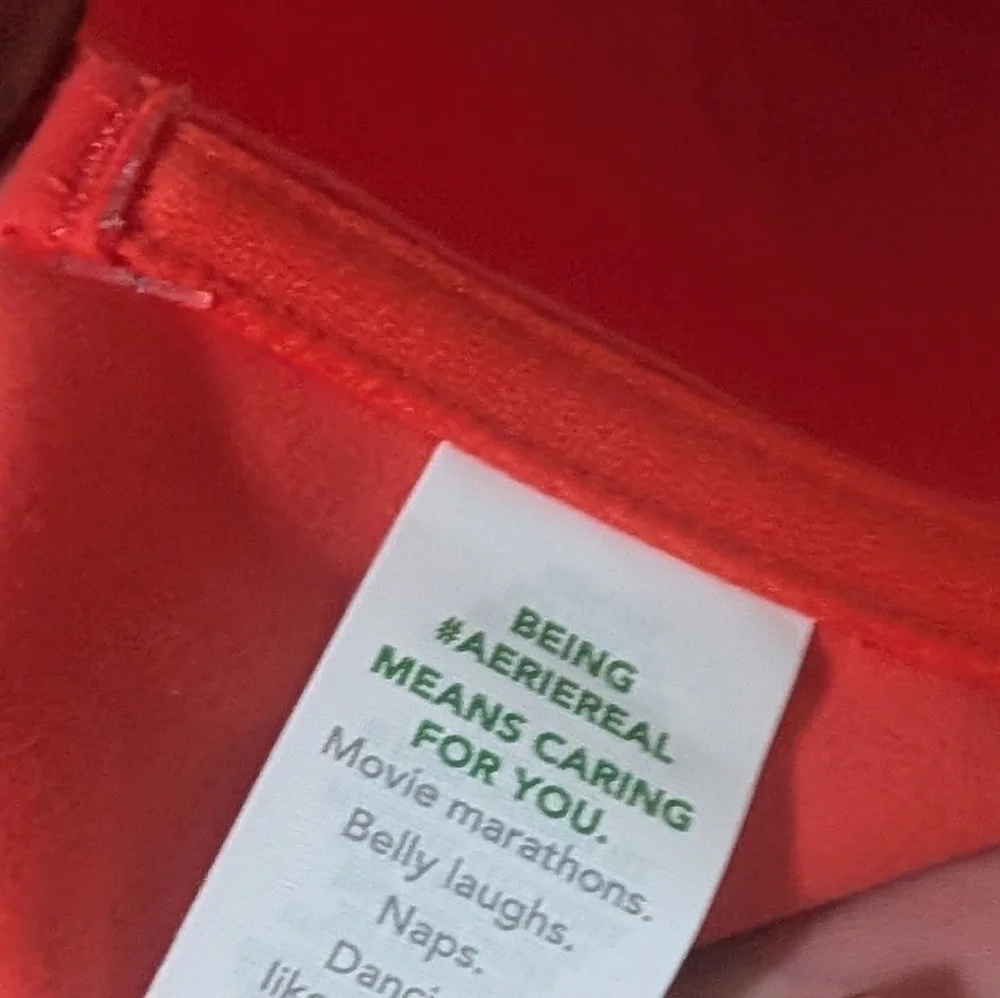 BEING
#AERIEREAL
MEANS CARING
FOR YOU.
Movie marathons.
Belly laughs.
Naps.